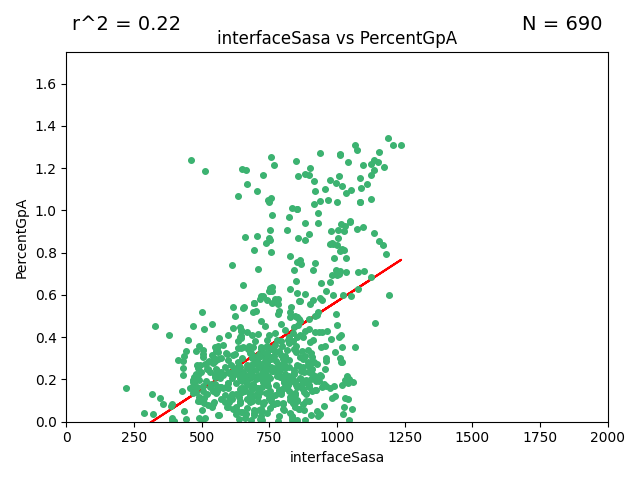 r^2 = 0.22
N = 690
interfaceSasa vs PercentGpA
1.6
1.4
1.2
1.0
0.8
0.6
0.4
0.2
0.0
PercentGpA
0 250 500 750 1000 1250 1500 1750 2000
interfaceSasa